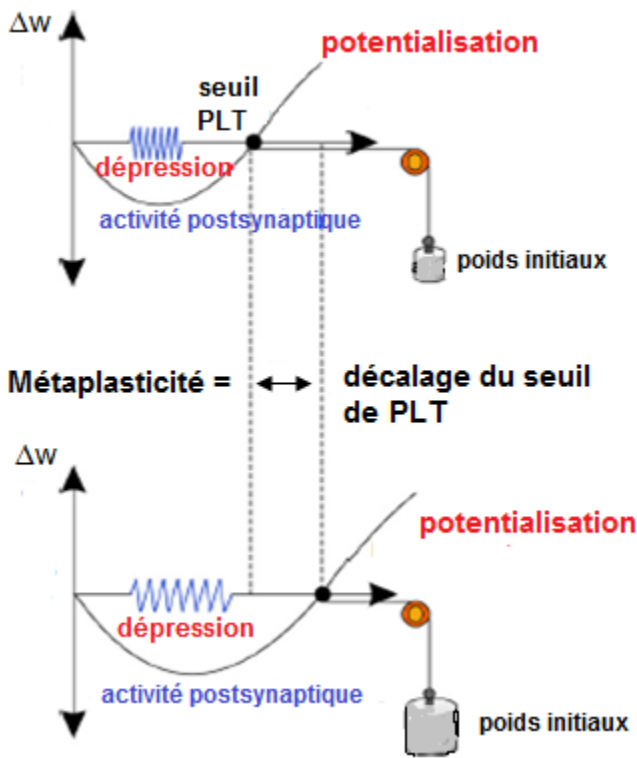 Δw
potentialisation
seuil
PLT
dépression
activité postsynaptique
poids initiaux
Métaplasticité =
décalage du seuil
de PLT
Δw
potentialisation
dépression
activité postsynaptique
poids initiaux